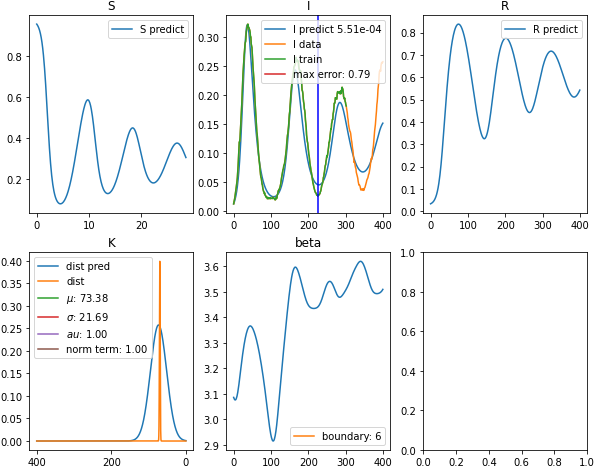 S
I
R
S predict
I predict 5.51e-04
I data
I train
max error: 0.79
R predict
0.6
0.4
0.2
0 10 20
0.30
0.25
0.20
0.15
0.10
0.05
0.00
0 100 200 300 400
0.8
0.7
0.6
0.5
0.4
0.3
0.2
0.1
0.0
0 100 200 300 400
K
beta
dist pred
dist
μ: 73.38
σ: 21.69
au: 1.00
norm term: 1.00
0.40
0.35
0.30
0.25
0.20
0.15
0.10
0.05
0.00
400 200 0
3.6
3.5
3.4
3.3
3.2
3.1
3.0
2.9
boundary: 6
0 100 200 300 400
1.0
0.8
0.6
0.4
0.2
0.0
0.0 0.2 0.4 0.6 0.8 1.0